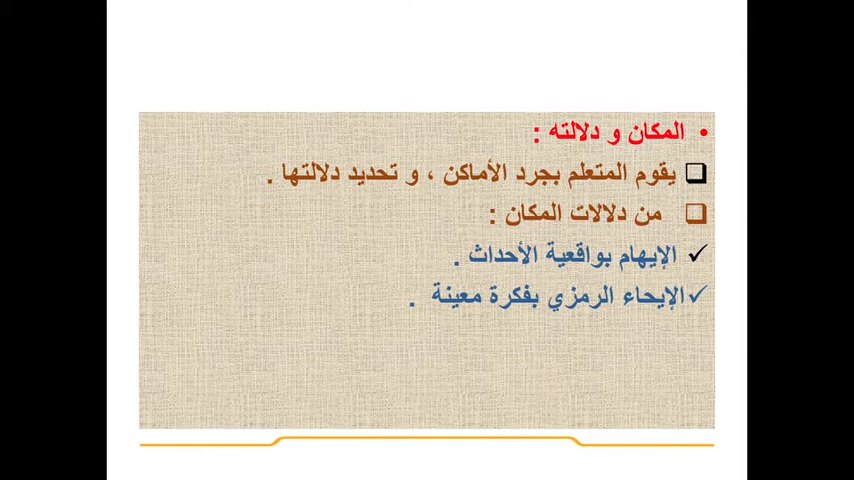 • المكان و دلالته :
❑ يقوم المتعلم بجرد الأماكن ، و تحديد دلالتها .
❑ من دلالات المكان :
✓ الإيهام بواقعية الأحداث .
✓ الإيحاء الرمزي بفكرة معينة .